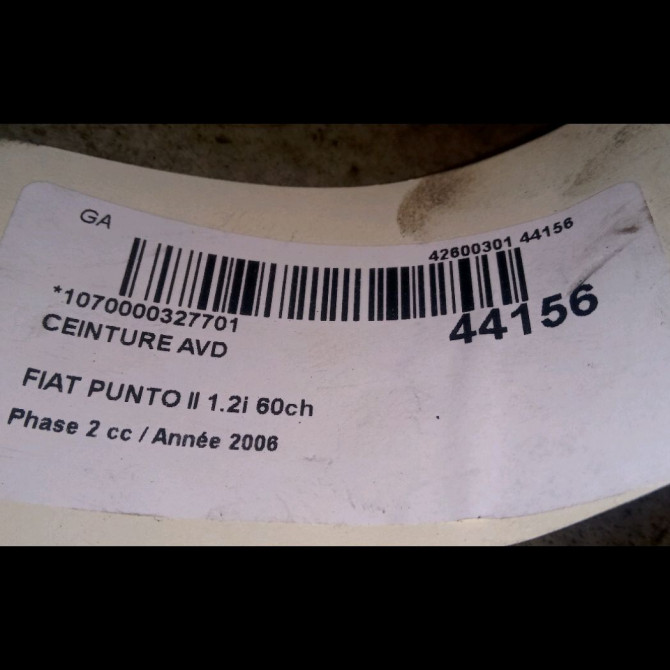 GA
42600301 44156
*1070000327701
44156
CEINTURE AVD
FIAT PUNTO II 1.2i 60ch
Phase 2 cc / Année 2006